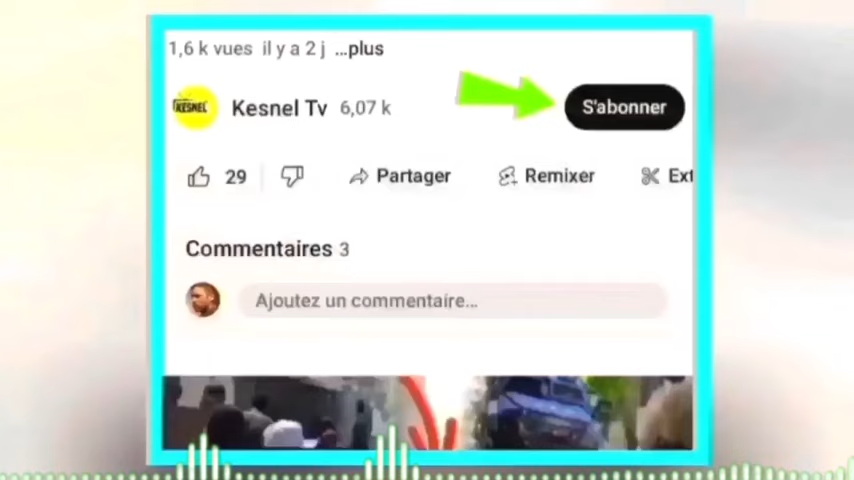 1,6 k vues il y a 2 j ...plus
KESNEL
Kesnel Tv 6,07 k
S'abonner
29
Partager
Remixer
Ext
Commentaires 3
Ajoutez un commentaire...